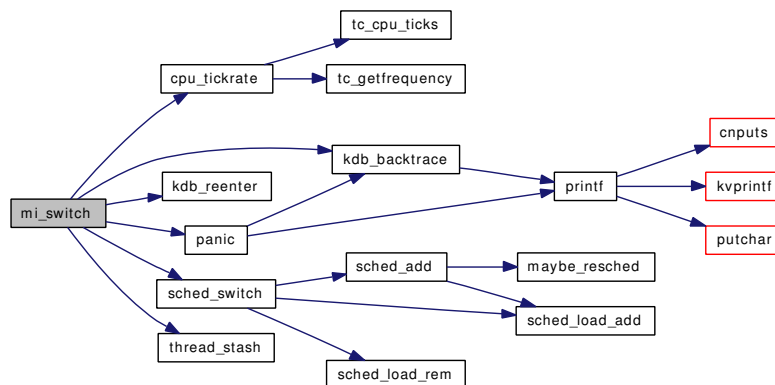 tc_cpu_ticks
cpu_tickrate
tc_getfrequency
cnputs
kdb_backtrace
kdb_reenter
printf
kvprintf
mi_switch
panic
putchar
sched_add
maybe_resched
sched_switch
sched_load_add
thread_stash
sched_load_rem